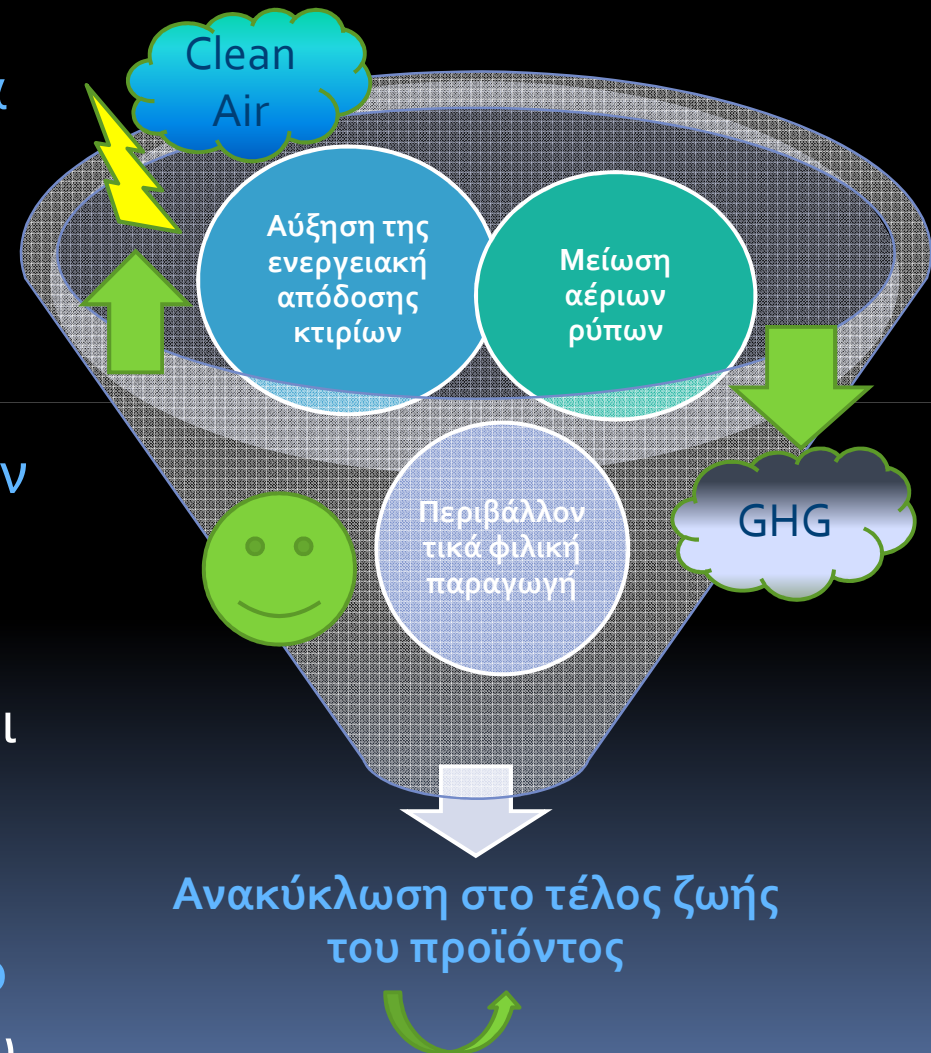 Clean
Air
Αύξηση της
ενεργειακή
απόδοσης
κτιρίων
Μείωση
αέριων
ρύπων
Περιβάλλον
τικά φιλική
παραγωγή
GHG
Ανακύκλωση στο τέλος ζωής
του προϊόντος